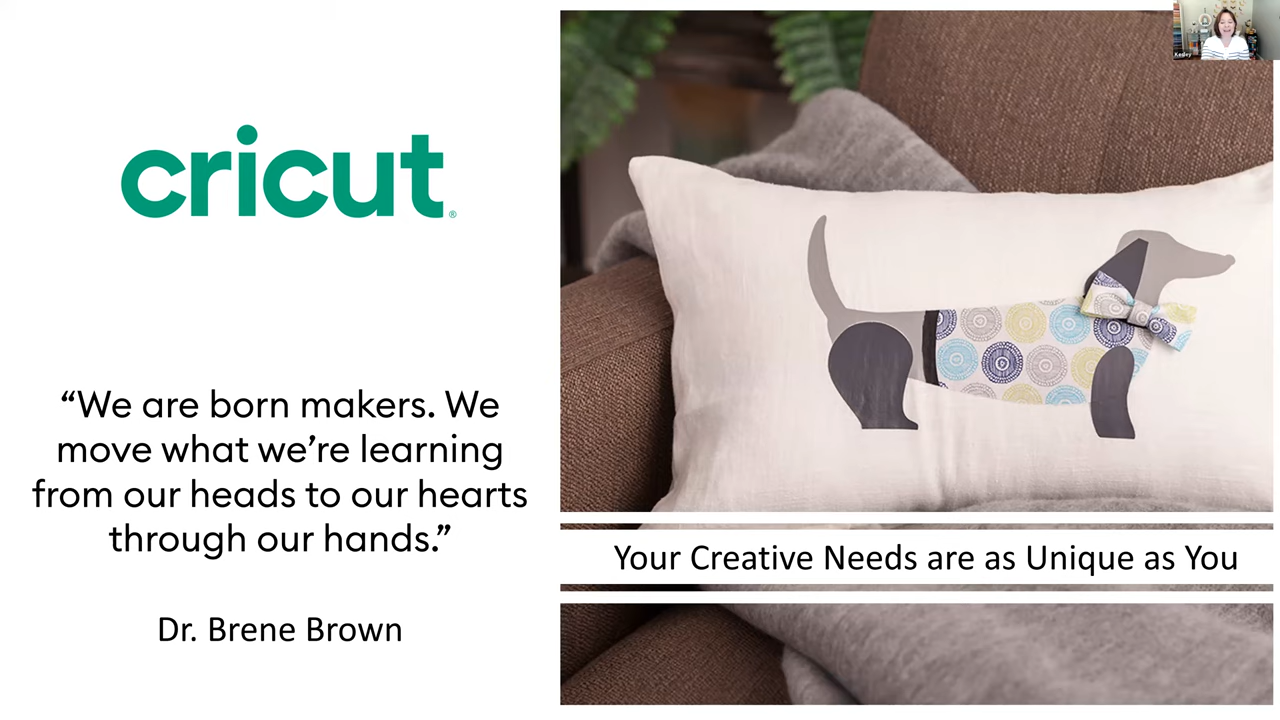 cricut®
“We are born makers. We
move what we’re learning
from our heads to our hearts
through our hands.”
Dr. Brene Brown
Your Creative Needs are as Unique as You